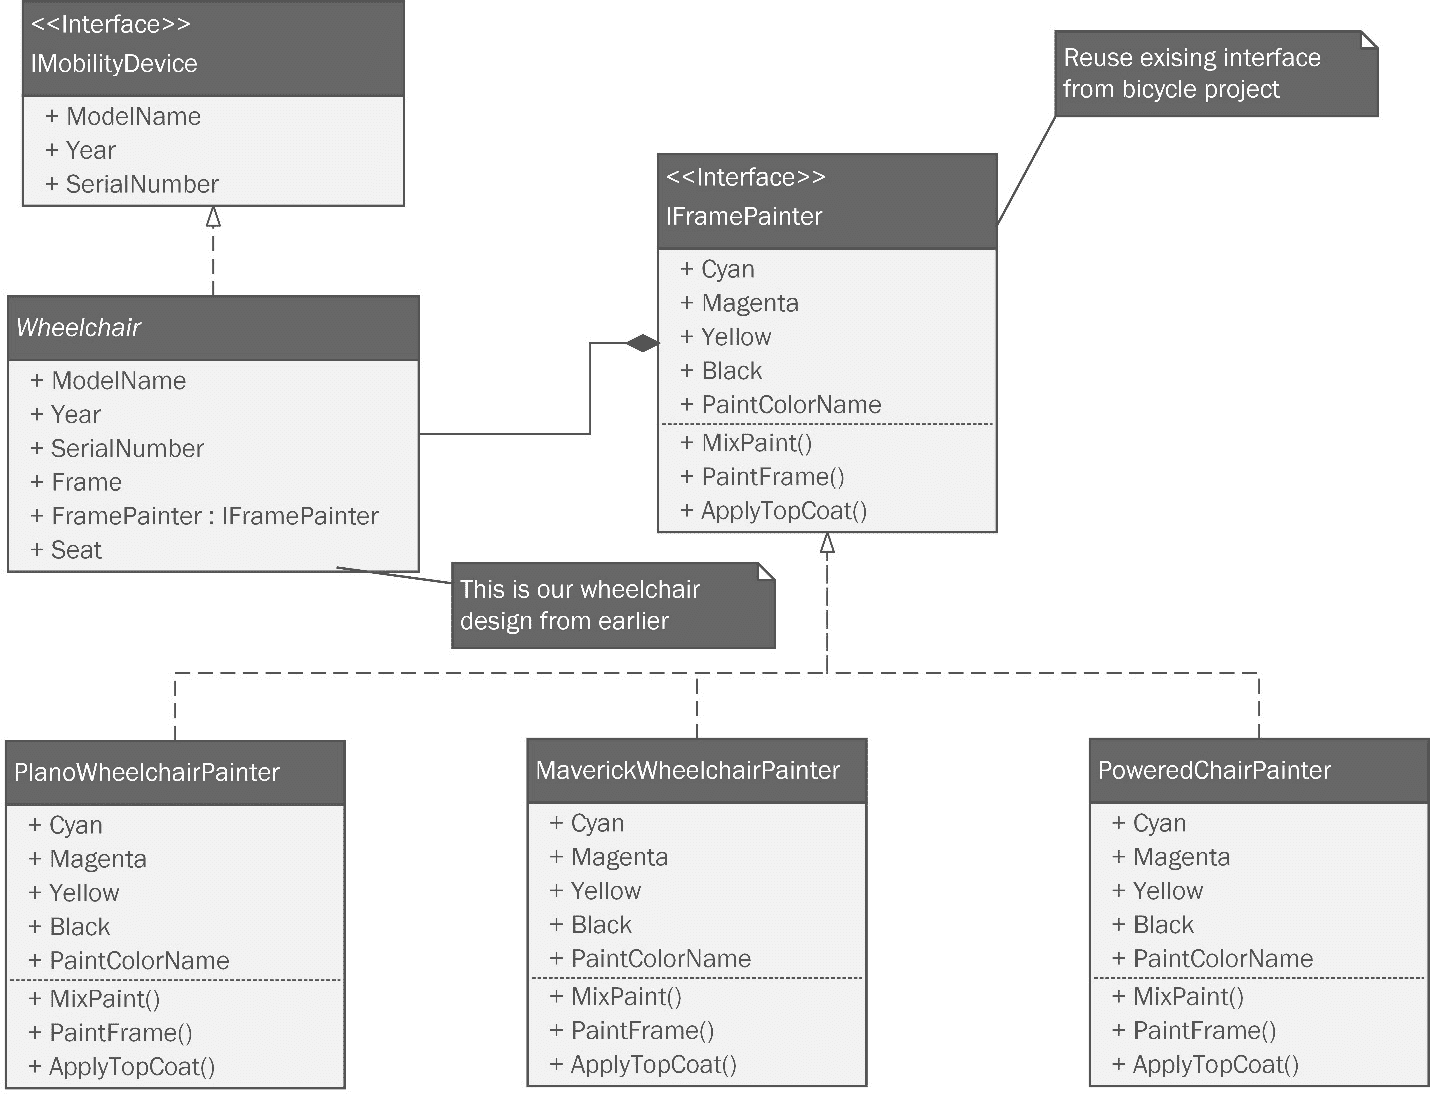 <<Interface>>
IMobilityDevice
+ ModelName
+ Year
+ SerialNumber
Reuse exising interface
from bicycle project
<<Interface>>
IFramePainter
+ Cyan
+ Magenta
+ Yellow
+ Black
+ PaintColorName
+ MixPaint()
+ PaintFrame()
+ ApplyTopCoat()
Wheelchair
+ ModelName
+ Year
+ SerialNumber
+ Frame
+ FramePainter : IFramePainter
+ Seat
This is our wheelchair
design from earlier
PlanoWheelchairPainter
+ Cyan
+ Magenta
+ Yellow
+ Black
+ PaintColorName
+ MixPaint()
+ PaintFrame()
+ ApplyTopCoat()
MaverickWheelchairPainter
+ Cyan
+ Magenta
+ Yellow
+ Black
+ PaintColorName
+ MixPaint()
+ PaintFrame()
+ ApplyTopCoat()
PoweredChairPainter
+ Cyan
+ Magenta
+ Yellow
+ Black
+ PaintColorName
+ MixPaint()
+ PaintFrame()
+ ApplyTopCoat()